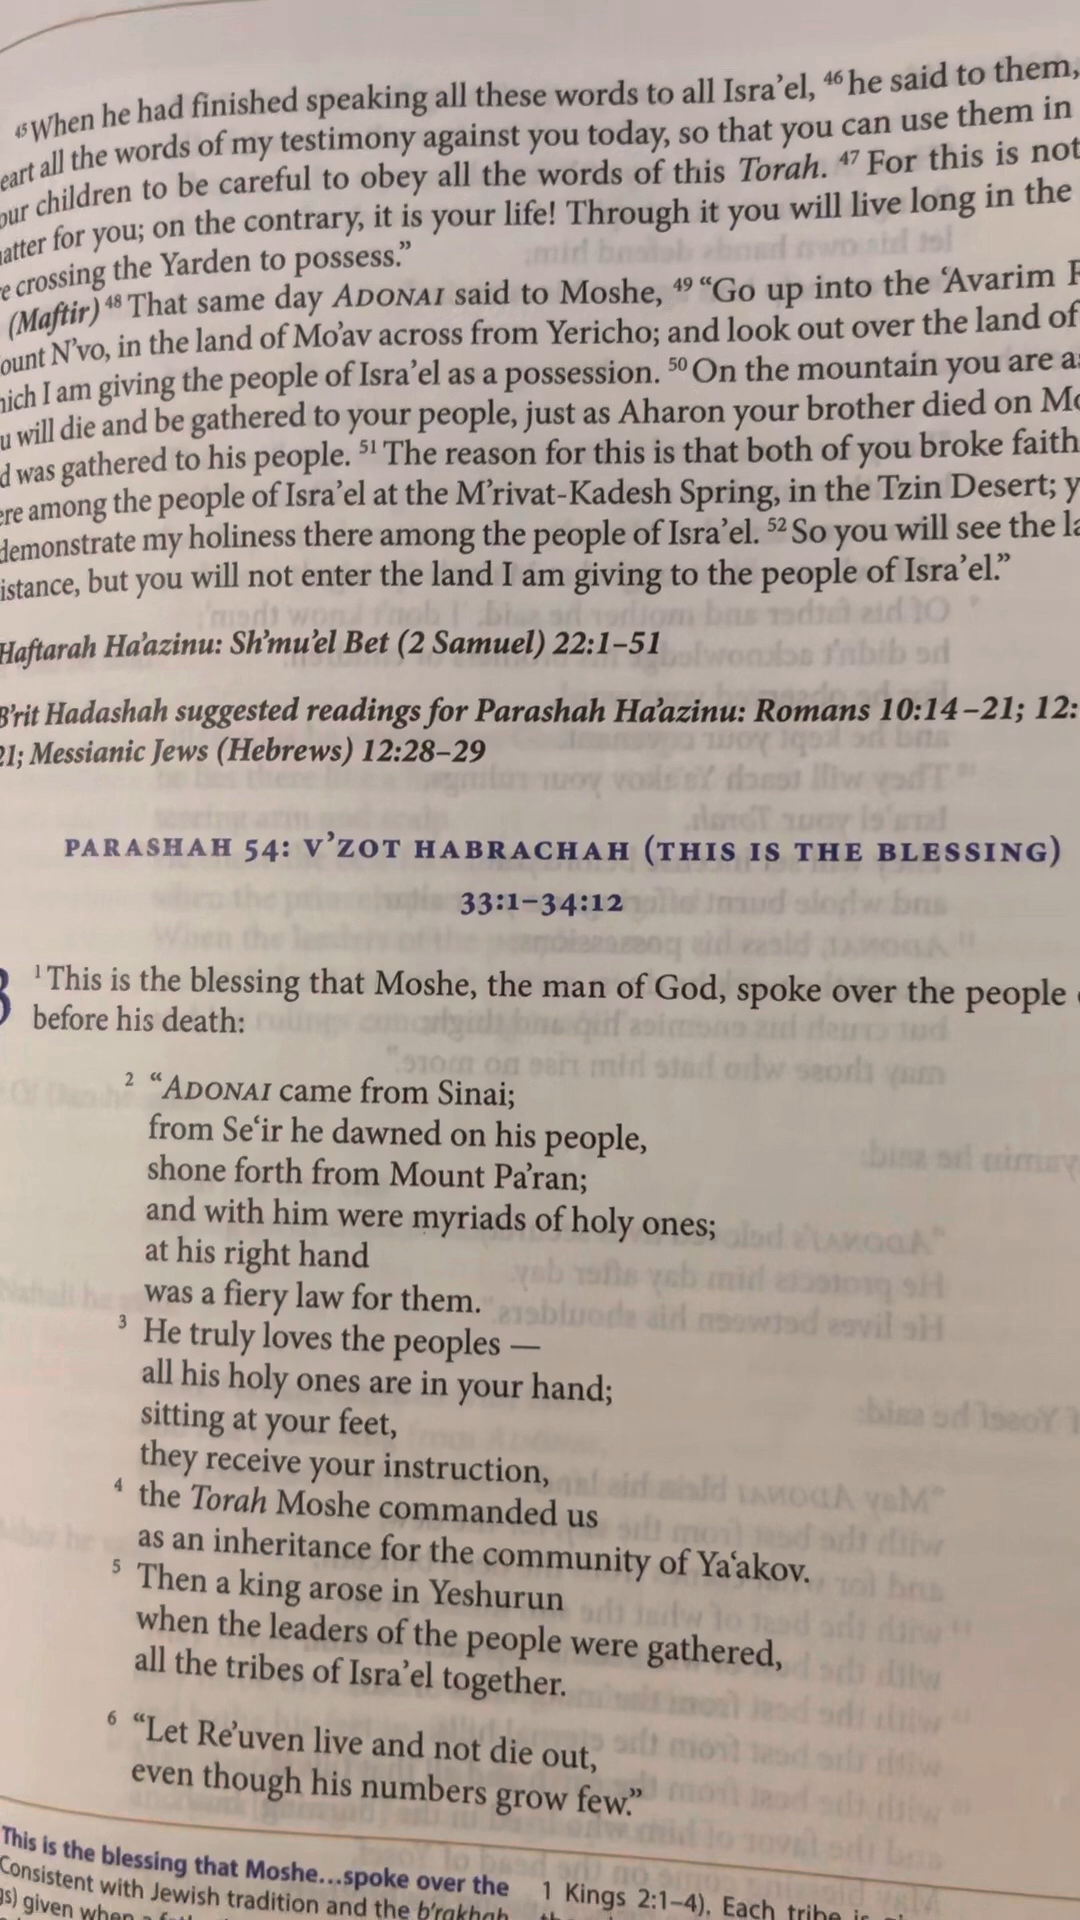 ⁴⁵When he had finished speaking all these words to all Isra’el, ⁴⁶he said to them,
all the words of my testimony against you today, so that you can use them in
children to be careful to obey all the words of this Torah. ⁴⁷ For this is not
for you; on the contrary, it is your life! Through it you will live long in the
crossing the Yarden to possess.”
(Maftir) ⁴⁸ That same day ADONAI said to Moshe, ⁴⁹ “Go up into the ‘Avarim
N’vo, in the land of Mo’av across from Yericho; and look out over the land of
I am giving the people of Isra’el as a possession. ⁵⁰ On the mountain you are
will die and be gathered to your people, just as Aharon your brother died on
was gathered to his people. ⁵¹ The reason for this is that both of you broke faith
among the people of Isra’el at the M’rivat-Kadesh Spring, in the Tzin Desert;
demonstrate my holiness there among the people of Isra’el. ⁵² So you will see the
but you will not enter the land I am giving to the people of Isra’el.”
Haftarah Ha’azinu: Sh’mu’el Bet (2 Samuel) 22:1–51
B’rit Hadashah suggested readings for Parashah Ha’azinu: Romans 10:14–21; 12:
21; Messianic Jews (Hebrews) 12:28–29
PARASHAH 54: V’ZOT HABRACHAH (THIS IS THE BLESSING)
33:1–34:12
¹ This is the blessing that Moshe, the man of God, spoke over the people
before his death:
² “ADONAI came from Sinai;
from Se‘ir he dawned on his people,
shone forth from Mount Pa’ran;
and with him were myriads of holy ones;
at his right hand
was a fiery law for them.
³ He truly loves the peoples —
all his holy ones are in your hand;
sitting at your feet,
they receive your instruction,
⁴ the Torah Moshe commanded us
as an inheritance for the community of Ya‘akov.
⁵ Then a king arose in Yeshurun
when the leaders of the people were gathered,
all the tribes of Isra’el together.
⁶ “Let Re’uven live and not die out,
even though his numbers grow few.”
This is the blessing that Moshe…spoke over the
Consistent with Jewish tradition and the b’rakhah
given when
1 Kings 2:1–4). Each tribe is